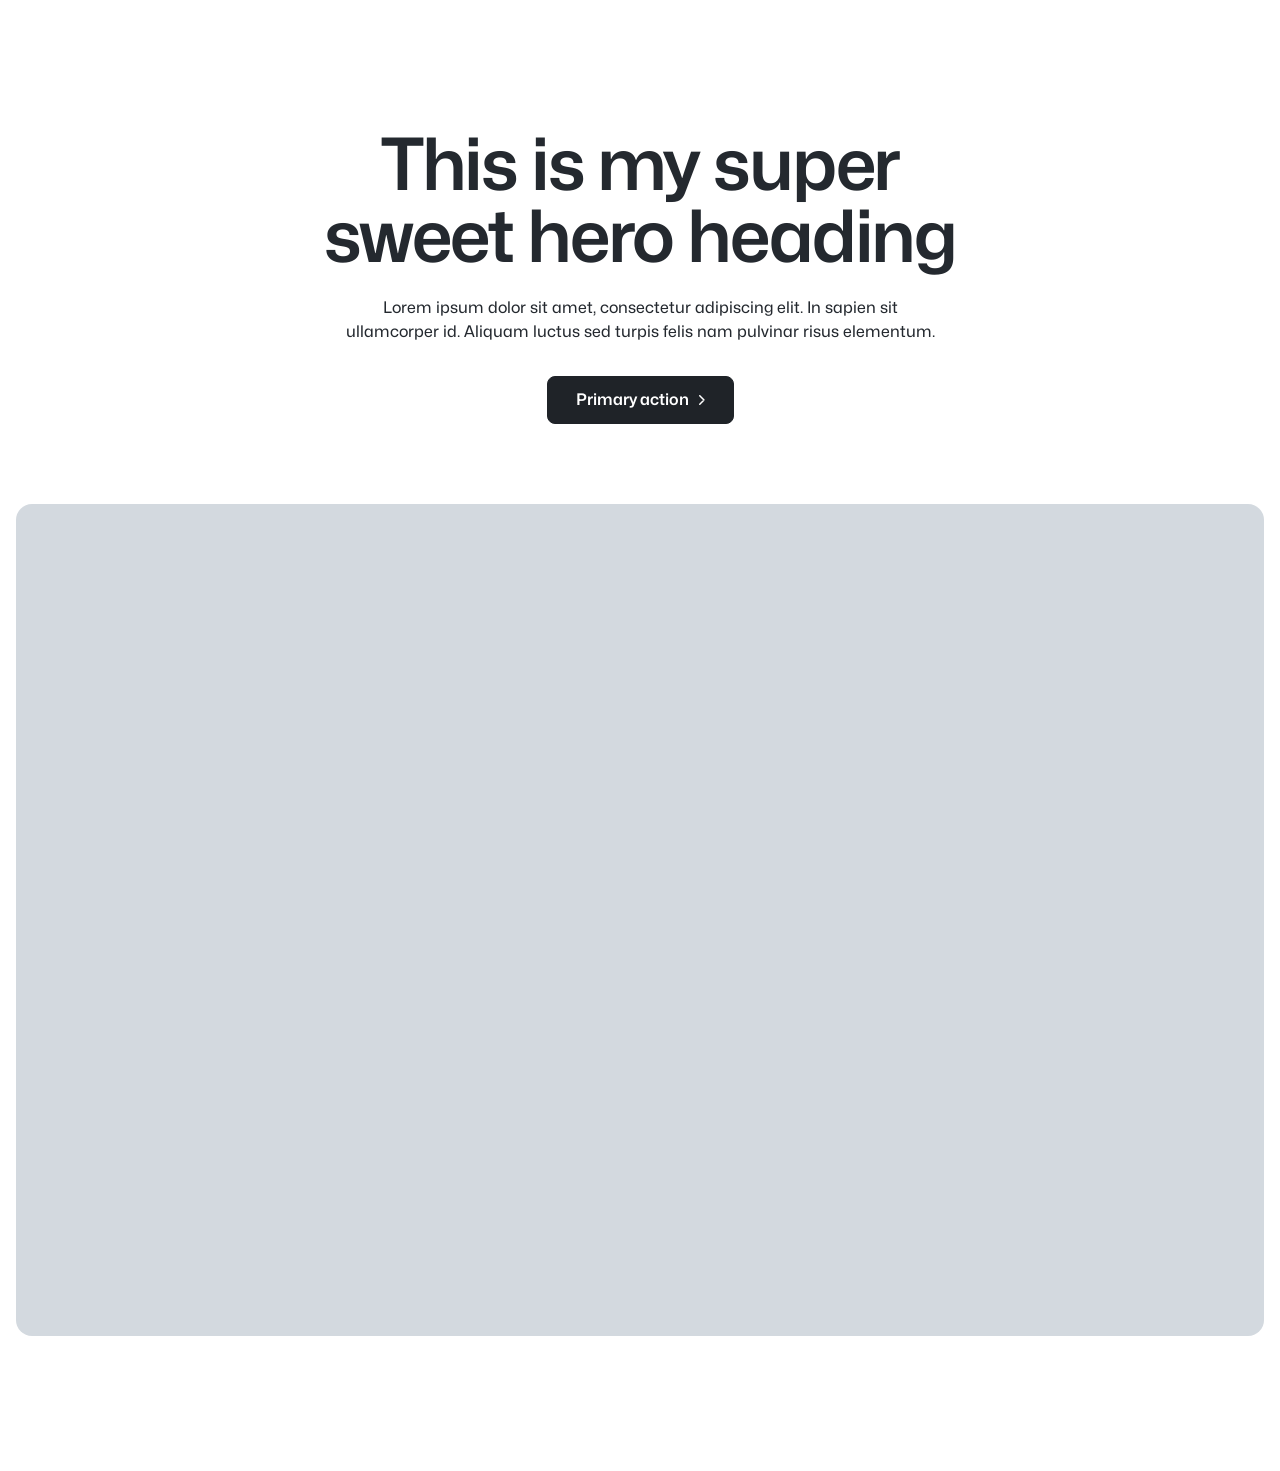 This is my super
sweet hero heading
Lorem ipsum dolor sit amet, consectetur adipiscing elit. In sapien sit
ullamcorper id. Aliquam luctus sed turpis felis nam pulvinar risus elementum.
Primary action